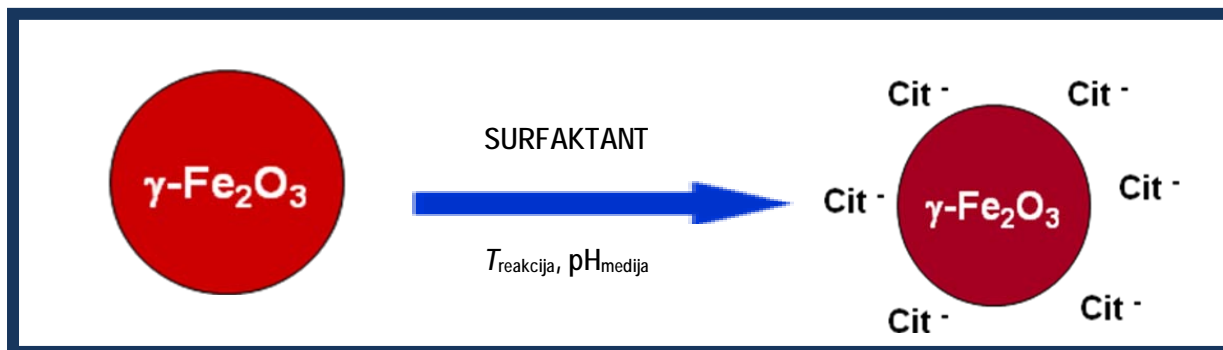 γ-Fe₂O₃
SURFAKTANT
Treakcija, pHmedija
Cit -
Cit -
Cit -
γ-Fe₂O₃
Cit -
Cit -
Cit -